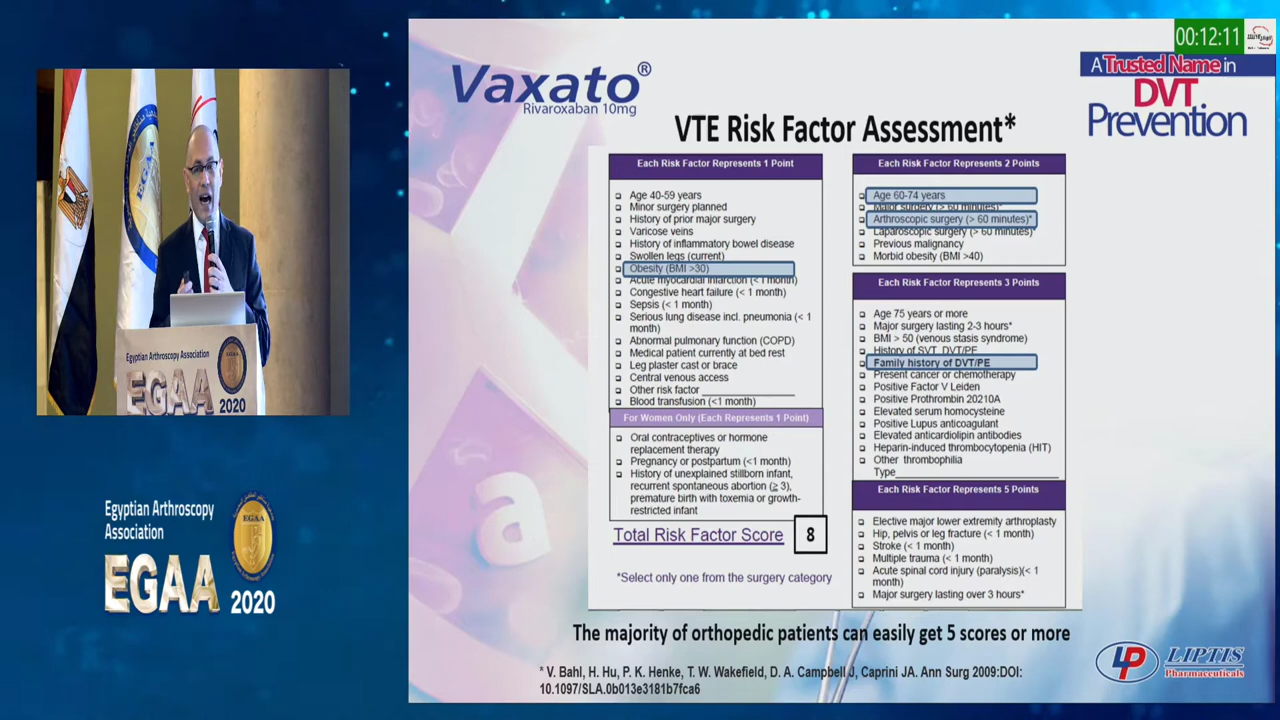 00:12:11
Vaxato®
Rivaroxaban 10mg
A Trusted Name in
DVT
Prevention
VTE Risk Factor Assessment*
Each Risk Factor Represents 1 Point
Age 40-59 years
Minor surgery planned
History of prior major surgery
Varicose veins
History of inflammatory bowel disease
Swollen legs (current)
Obesity (BMI >30)
Acute myocardial infarction (< 1 month)
Congestive heart failure (< 1 month)
Sepsis (< 1 month)
Serious lung disease incl. pneumonia (< 1
month)
Abnormal pulmonary function (COPD)
Medical patient currently at bed rest
Leg plaster cast or brace
Central venous access
Other risk factor
Blood transfusion (<1 month)
For Women Only (Each Represents 1 Point)
Oral contraceptives or hormone
replacement therapy
Pregnancy or postpartum (<1 month)
History of unexplained stillborn infant,
recurrent spontaneous abortion (≥ 3),
premature birth with toxemia or growth-
restricted infant
Total Risk Factor Score 8
*Select only one from the surgery category
Each Risk Factor Represents 2 Points
Age 60-74 years
Major surgery (> 60 minutes)*
Arthroscopic surgery (> 60 minutes)*
Laparoscopic surgery (> 60 minutes)*
Previous malignancy
Morbid obesity (BMI >40)
Each Risk Factor Represents 3 Points
Age 75 years or more
Major surgery lasting 2-3 hours*
BMI > 50 (venous stasis syndrome)
History of SVT, DVT/PE
Family history of DVT/PE
Present cancer or chemotherapy
Positive Factor V Leiden
Positive Prothrombin 20210A
Elevated serum homocysteine
Positive Lupus anticoagulant
Elevated anticardiolipin antibodies
Heparin-induced thrombocytopenia (HIT)
Other thrombophilia
Type
Each Risk Factor Represents 5 Points
Elective major lower extremity arthroplasty
Hip, pelvis or leg fracture (< 1 month)
Stroke (< 1 month)
Multiple trauma (< 1 month)
Acute spinal cord injury (paralysis)(< 1
month)
Major surgery lasting over 3 hours*
The majority of orthopedic patients can easily get 5 scores or more
* V. Bahl, H. Hu, P. K. Henke, T. W. Wakefield, D. A. Campbell J, Caprini JA. Ann Surg 2009:DOI:
10.1097/SLA.0b013e3181b7fca6
LP LIPTIS
Pharmaceuticals
a
EGAA
Egyptian Arthroscopy Association
EGAA
2020
Egyptian Arthroscopy
Association
EGAA 2020
EGAA